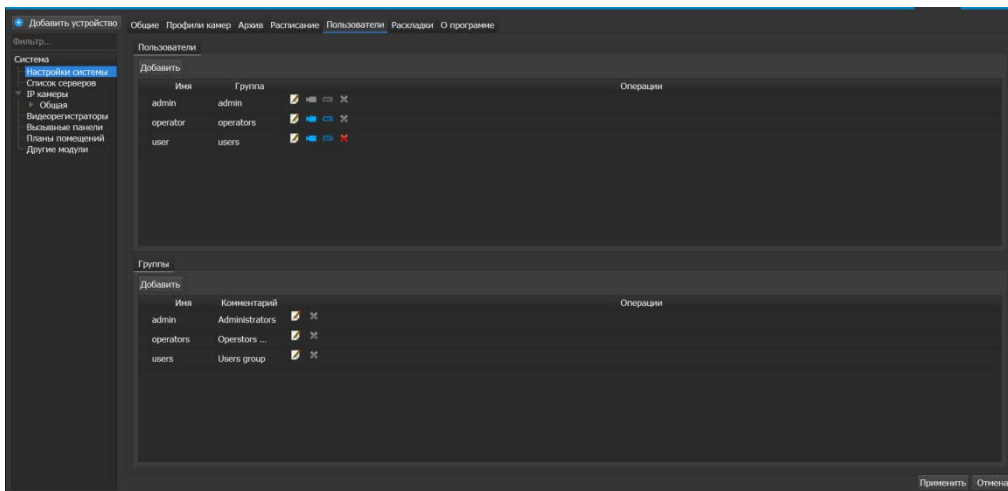 Добавить устройство
Общие Профили камер Архив Расписание Пользователи Раскладки О программе
Фильтр...
Система
Настройки системы
Список серверов
IP камеры
Общая
Видеорегистраторы
Вызывные панели
Планы помещений
Другие модули
Пользователи
Добавить
Имя Группа Операции
admin admin
operator operators
user users
Группы
Добавить
Имя Комментарий Операции
admin Administrators
operators Operstors ...
users Users group
Применить Отмена